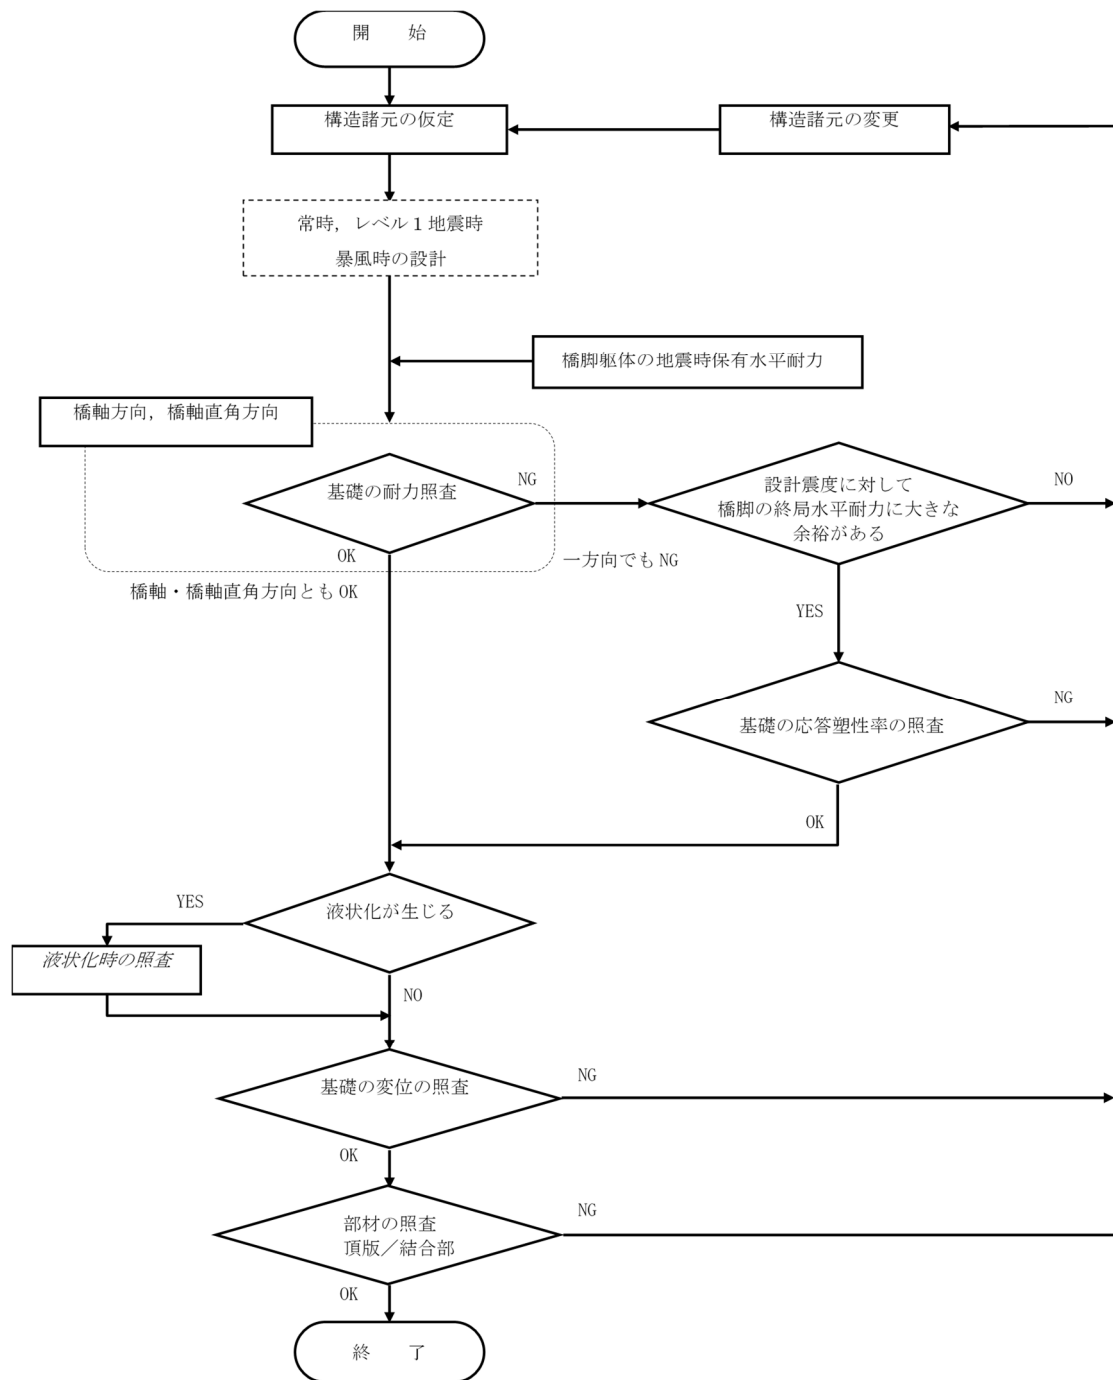 開　　始
構造諸元の仮定
構造諸元の変更
常時，レベル１地震時
暴風時の設計
橋脚躯体の地震時保有水平耐力
橋軸方向，橋軸直角方向
基礎の耐力照査
NG
設計震度に対して
橋脚の終局水平耐力に大きな
余裕がある
NO
OK
一方向でも NG
橋軸・橋軸直角方向とも OK
YES
基礎の応答塑性率の照査
NG
OK
液状化が生じる
YES
液状化時の照査
NO
基礎の変位の照査
NG
OK
部材の照査
頂版／結合部
NG
OK
終　　了